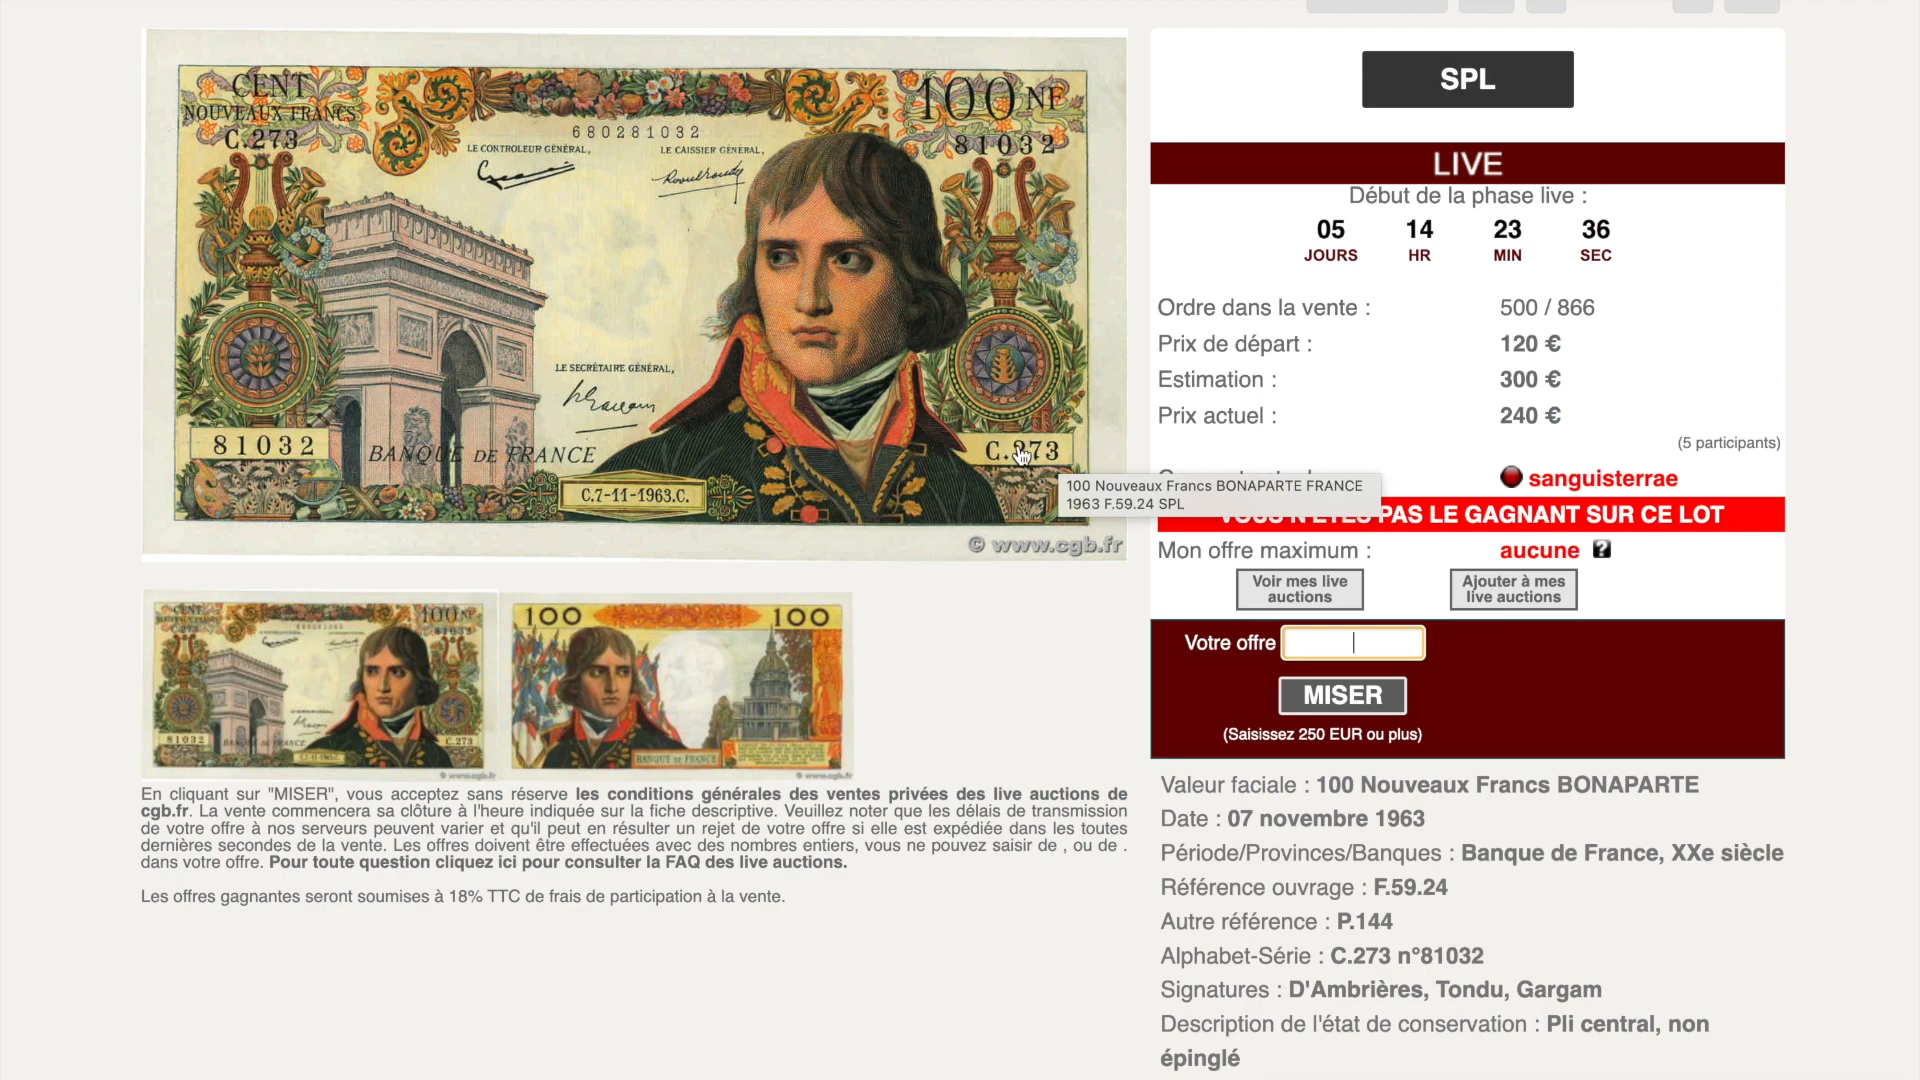 CENT
NOUVEAUX FRANCS
C.273
100 NF
81032
680281032
LE CONTROLEUR GÉNÉRAL,
LE CAISSIER GÉNÉRAL,
LE SECRÉTAIRE GÉNÉRAL,
81032
BANQUE DE FRANCE
C.273
C.7-11-1963.C.
© www.cgb.fr
100 Nouveaux Francs BONAPARTE FRANCE
1963 F.59.24 SPL
CENT
100 NF
81032
BANQUE DE FRANCE
C.273
100
100
BANQUE DE FRANCE
En cliquant sur "MISER", vous acceptez sans réserve les conditions générales des ventes privées des live auctions de
cgb.fr. La vente commencera sa clôture à l'heure indiquée sur la fiche descriptive. Veuillez noter que les délais de transmission
de votre offre à nos serveurs peuvent varier et qu'il peut en résulter un rejet de votre offre si elle est expédiée dans les toutes
dernières secondes de la vente. Les offres doivent être effectuées avec des nombres entiers, vous ne pouvez saisir de , ou de .
dans votre offre. Pour toute question cliquez ici pour consulter la FAQ des live auctions.
Les offres gagnantes seront soumises à 18% TTC de frais de participation à la vente.
SPL
LIVE
Début de la phase live :
05 14 23 36
JOURS HR MIN SEC
Ordre dans la vente : 500 / 866
Prix de départ : 120 €
Estimation : 300 €
Prix actuel : 240 €
(5 participants)
sanguisterrae
PAS LE GAGNANT SUR CE LOT
Mon offre maximum : aucune ?
Voir mes live
auctions
Ajouter à mes
live auctions
Votre offre
MISER
(Saisissez 250 EUR ou plus)
Valeur faciale : 100 Nouveaux Francs BONAPARTE
Date : 07 novembre 1963
Période/Provinces/Banques : Banque de France, XXe siècle
Référence ouvrage : F.59.24
Autre référence : P.144
Alphabet-Série : C.273 n°81032
Signatures : D'Ambrières, Tondu, Gargam
Description de l'état de conservation : Pli central, non
épinglé